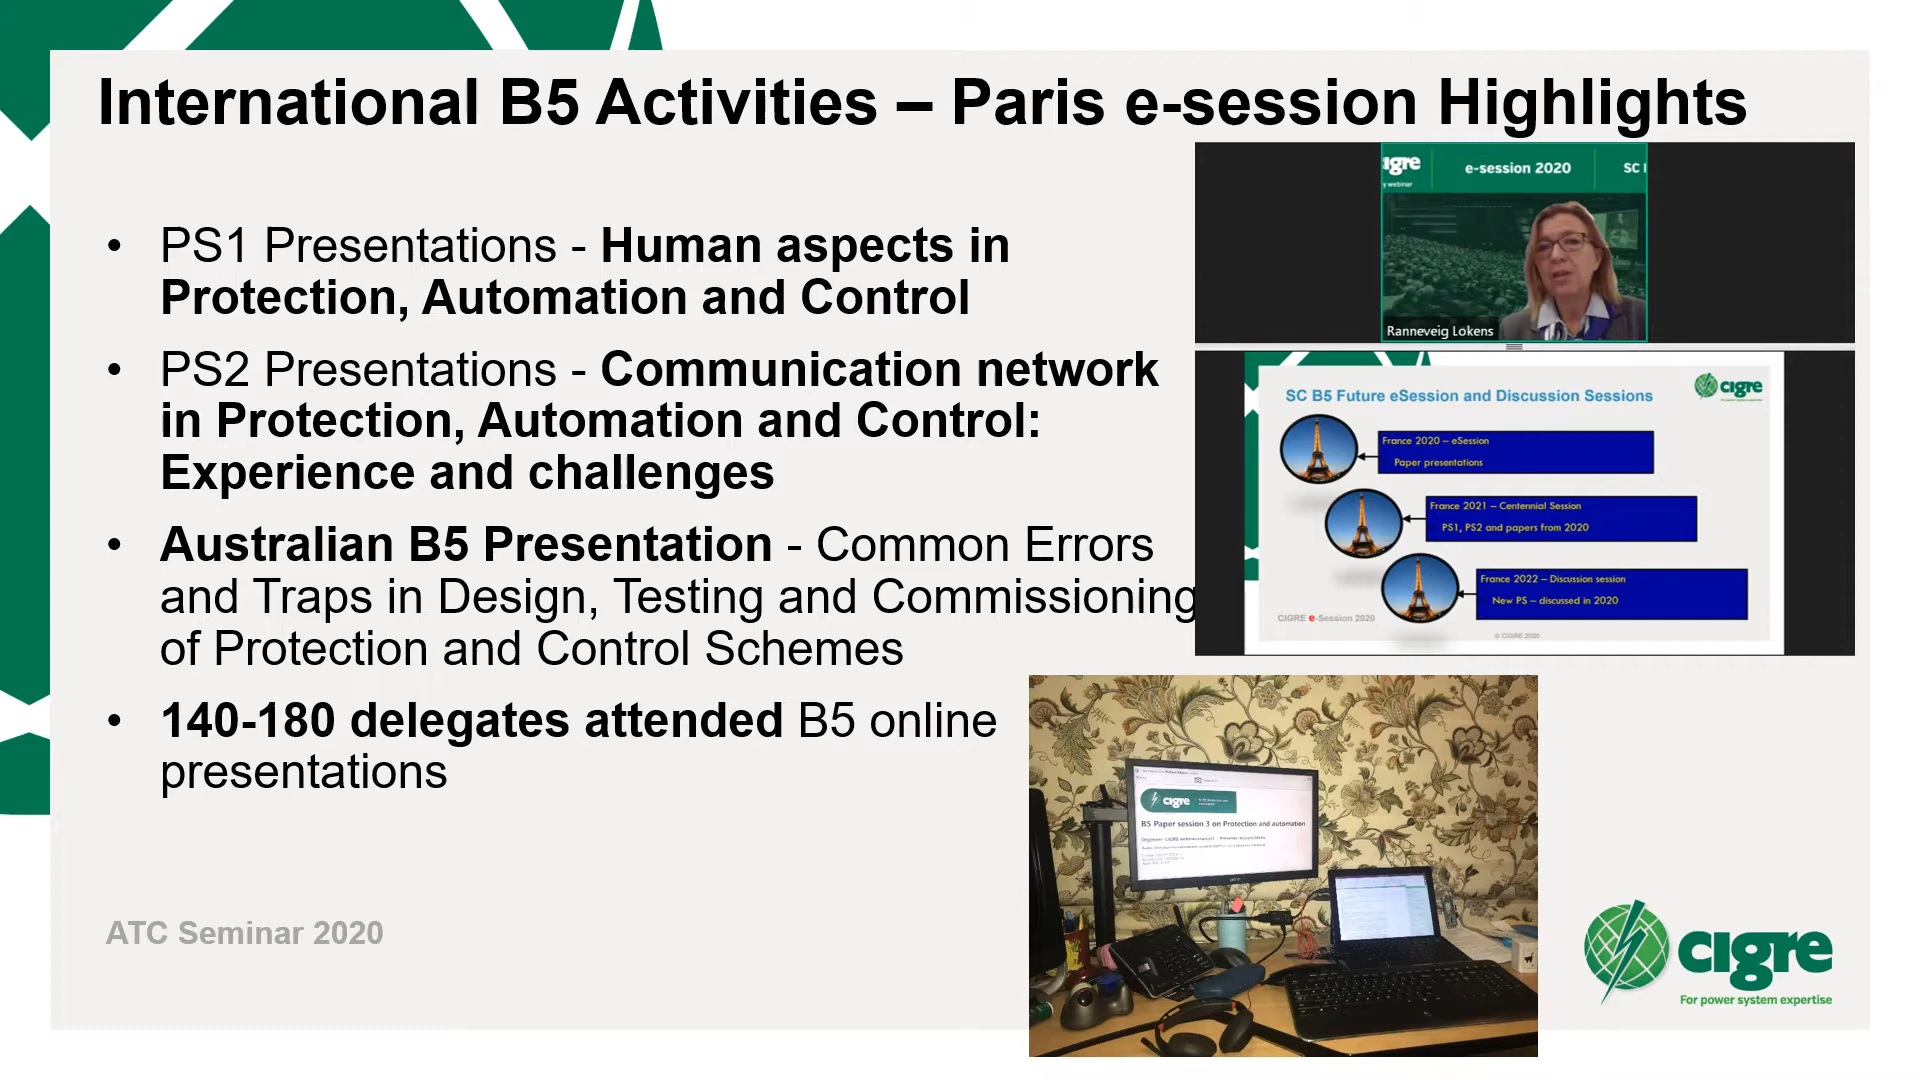 International B5 Activities – Paris e-session Highlights
• PS1 Presentations - Human aspects in
Protection, Automation and Control
• PS2 Presentations - Communication network
in Protection, Automation and Control:
Experience and challenges
• Australian B5 Presentation - Common Errors
and Traps in Design, Testing and Commissioning
of Protection and Control Schemes
• 140-180 delegates attended B5 online
presentations
ATC Seminar 2020
igre
e-session 2020
SC
Ranneveig Lokens
SC B5 Future eSession and Discussion Sessions
cigre
France 2020 – eSession
Paper presentations
France 2021 – Centennial Session
PS1, PS2 and papers from 2020
France 2022 – Discussion session
New PS – discussed in 2020
CIGRE e-Session 2020
© CIGRE 2020
cigre
B5 Paper session 3 on Protection and automation
acer
cigre
For power system expertise